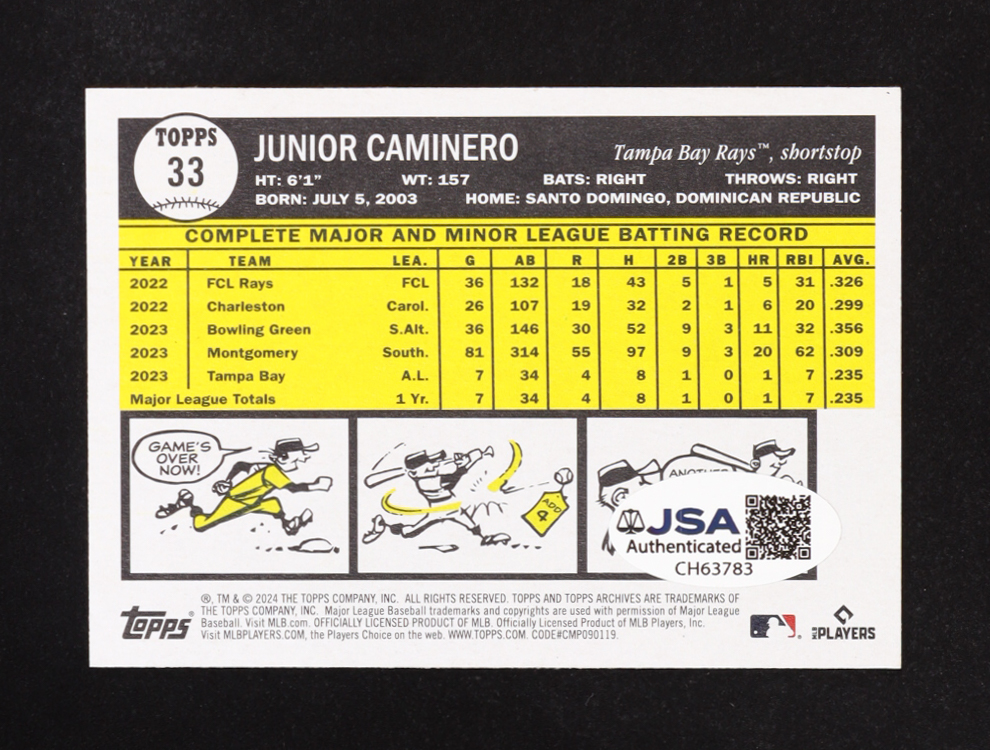 TOPPS
33
JUNIOR CAMINERO
Tampa Bay Rays™, shortstop
HT: 6'1" WT: 157 BATS: RIGHT THROWS: RIGHT
BORN: JULY 5, 2003 HOME: SANTO DOMINGO, DOMINICAN REPUBLIC
COMPLETE MAJOR AND MINOR LEAGUE BATTING RECORD
YEAR TEAM LEA. G AB R H 2B 3B HR RBI AVG.
2022 FCL Rays FCL 36 132 18 43 5 1 5 31 .326
2022 Charleston Carol. 26 107 19 32 2 1 6 20 .299
2023 Bowling Green S.Alt. 36 146 30 52 9 3 11 32 .356
2023 Montgomery South. 81 314 55 97 9 3 20 62 .309
2023 Tampa Bay A.L. 7 34 4 8 1 0 1 7 .235
Major League Totals 1 Yr. 7 34 4 8 1 0 1 7 .235
GAME'S
OVER
NOW!
ADD
4
ANOTHER
JSA
Authenticated
CH63783
®, TM & © 2024 THE TOPPS COMPANY, INC. ALL RIGHTS RESERVED. TOPPS AND TOPPS ARCHIVES ARE TRADEMARKS OF
THE TOPPS COMPANY, INC. Major League Baseball trademarks and copyrights are used with permission of Major League
Baseball. Visit MLB.com. OFFICIALLY LICENSED PRODUCT OF MLB. Officially Licensed Product of MLB Players, Inc.
Visit MLBPLAYERS.com, the Players Choice on the web. WWW.TOPPS.COM. CODE#CMP090119.
Topps®
MLB PLAYERS